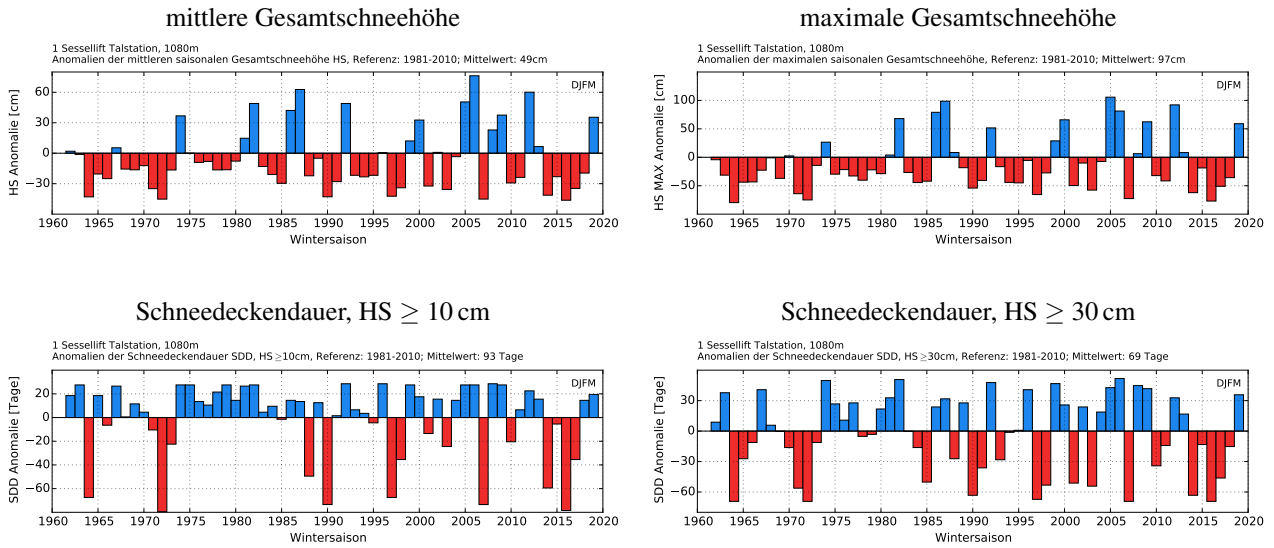 mittlere Gesamtschneehöhe
1 Sessellift Talstation, 1080m
Anomalien der mittleren saisonalen Gesamtschneehöhe HS, Referenz: 1981-2010; Mittelwert: 49cm
DJFM
HS Anomalie [cm]
60
30
0
−30
1960 1965 1970 1975 1980 1985 1990 1995 2000 2005 2010 2015 2020
Wintersaison
maximale Gesamtschneehöhe
1 Sessellift Talstation, 1080m
Anomalien der maximalen saisonalen Gesamtschneehöhe, Referenz: 1981-2010; Mittelwert: 97cm
DJFM
HS MAX Anomalie [cm]
100
50
0
−50
1960 1965 1970 1975 1980 1985 1990 1995 2000 2005 2010 2015 2020
Wintersaison
Schneedeckendauer, HS ≥ 10 cm
1 Sessellift Talstation, 1080m
Anomalien der Schneedeckendauer SDD, HS≥10cm, Referenz: 1981-2010; Mittelwert: 93 Tage
DJFM
SDD Anomalie [Tage]
20
0
−20
−40
−60
1960 1965 1970 1975 1980 1985 1990 1995 2000 2005 2010 2015 2020
Wintersaison
Schneedeckendauer, HS ≥ 30 cm
1 Sessellift Talstation, 1080m
Anomalien der Schneedeckendauer SDD, HS≥30cm, Referenz: 1981-2010; Mittelwert: 69 Tage
DJFM
SDD Anomalie [Tage]
30
0
−30
−60
1960 1965 1970 1975 1980 1985 1990 1995 2000 2005 2010 2015 2020
Wintersaison